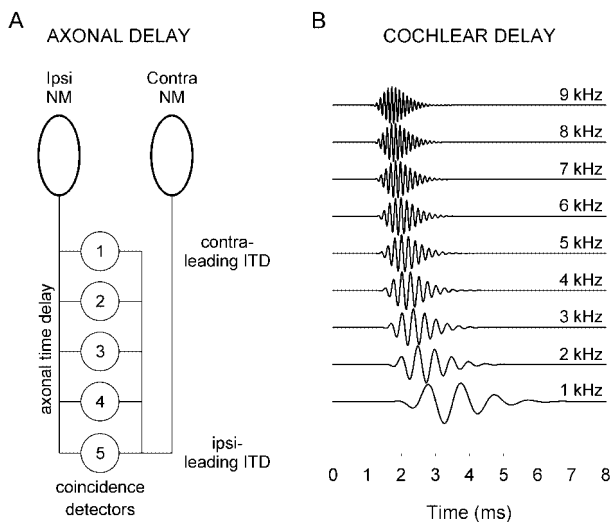 A
AXONAL DELAY
Ipsi
NM
Contra
NM
1
2
3
4
5
axonal time delay
contra-
leading ITD
ipsi-
leading ITD
coincidence
detectors
B
COCHLEAR DELAY
9 kHz
8 kHz
7 kHz
6 kHz
5 kHz
4 kHz
3 kHz
2 kHz
1 kHz
0 1 2 3 4 5 6 7 8
Time (ms)